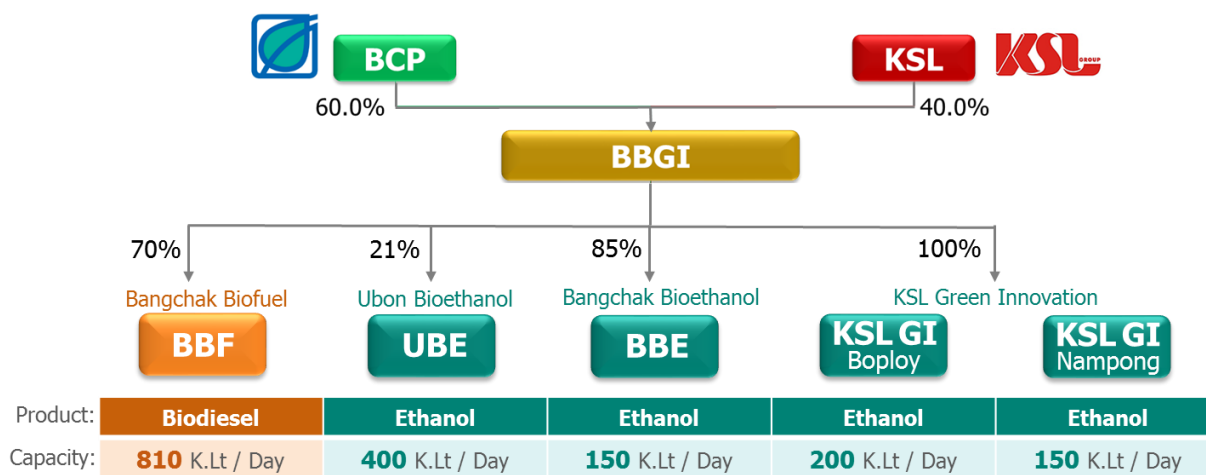 BCP
KSL
KSL GROUP
60.0%
40.0%
BBGI
70%
21%
85%
100%
Bangchak Biofuel
Ubon Bioethanol
Bangchak Bioethanol
KSL Green Innovation
BBF
UBE
BBE
KSL GI
Boploy
KSL GI
Nampong
Product: Biodiesel Ethanol Ethanol Ethanol Ethanol
Capacity: 810 K.Lt / Day 400 K.Lt / Day 150 K.Lt / Day 200 K.Lt / Day 150 K.Lt / Day